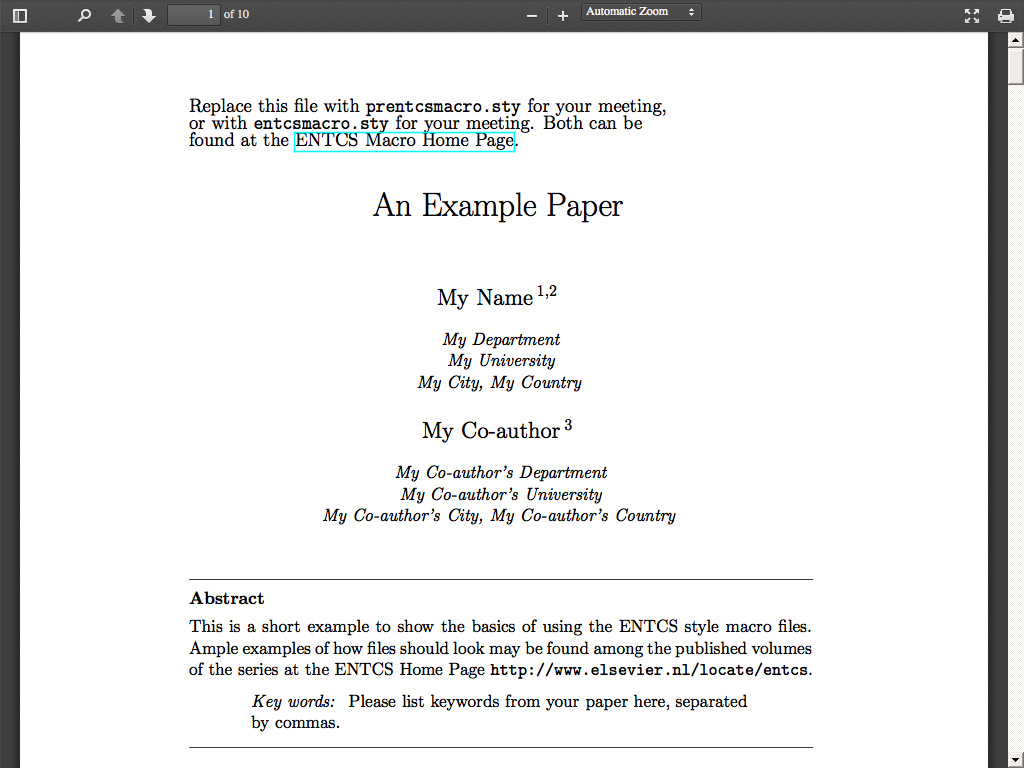 1 of 10 Automatic Zoom
Replace this file with prentcsmacro.sty for your meeting,
or with entcsmacro.sty for your meeting. Both can be
found at the ENTCS Macro Home Page.
An Example Paper
My Name 1,2
My Department
My University
My City, My Country
My Co-author 3
My Co-author's Department
My Co-author's University
My Co-author's City, My Co-author's Country
Abstract
This is a short example to show the basics of using the ENTCS style macro files.
Ample examples of how files should look may be found among the published volumes
of the series at the ENTCS Home Page http://www.elsevier.nl/locate/entcs.
Key words: Please list keywords from your paper here, separated
by commas.